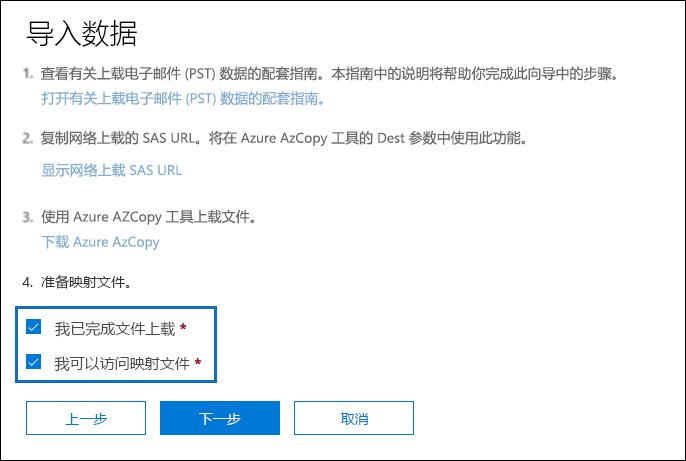 导入数据
1. 查看有关上载电子邮件 (PST) 数据的配套指南。本指南中的说明将帮助你完成此向导中的步骤。
打开有关上载电子邮件 (PST) 数据的配套指南。
2. 复制网络上载的 SAS URL。将在 Azure AzCopy 工具的 Dest 参数中使用此功能。
显示网络上载 SAS URL
3. 使用 Azure AZCopy 工具上载文件。
下载 Azure AzCopy
4. 准备映射文件。
我已完成文件上载 *
我可以访问映射文件 *
上一步 下一步 取消